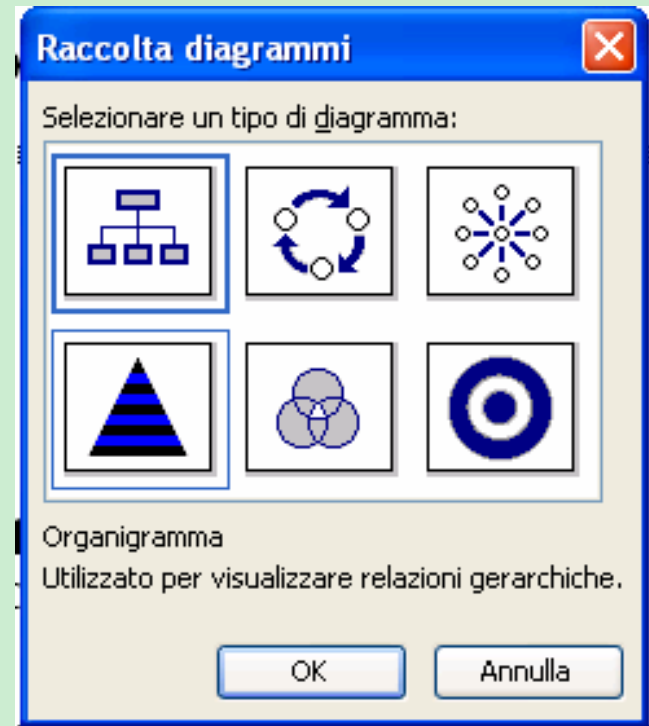 Raccolta diagrammi
Selezionare un tipo di diagramma:
Organigramma
Utilizzato per visualizzare relazioni gerarchiche.
OK
Annulla